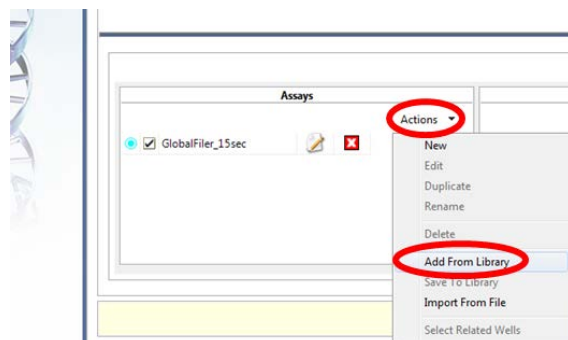 Assays
Actions
GlobalFiler_15sec
New
Edit
Duplicate
Rename
Delete
Add From Library
Save To Library
Import From File
Select Related Wells